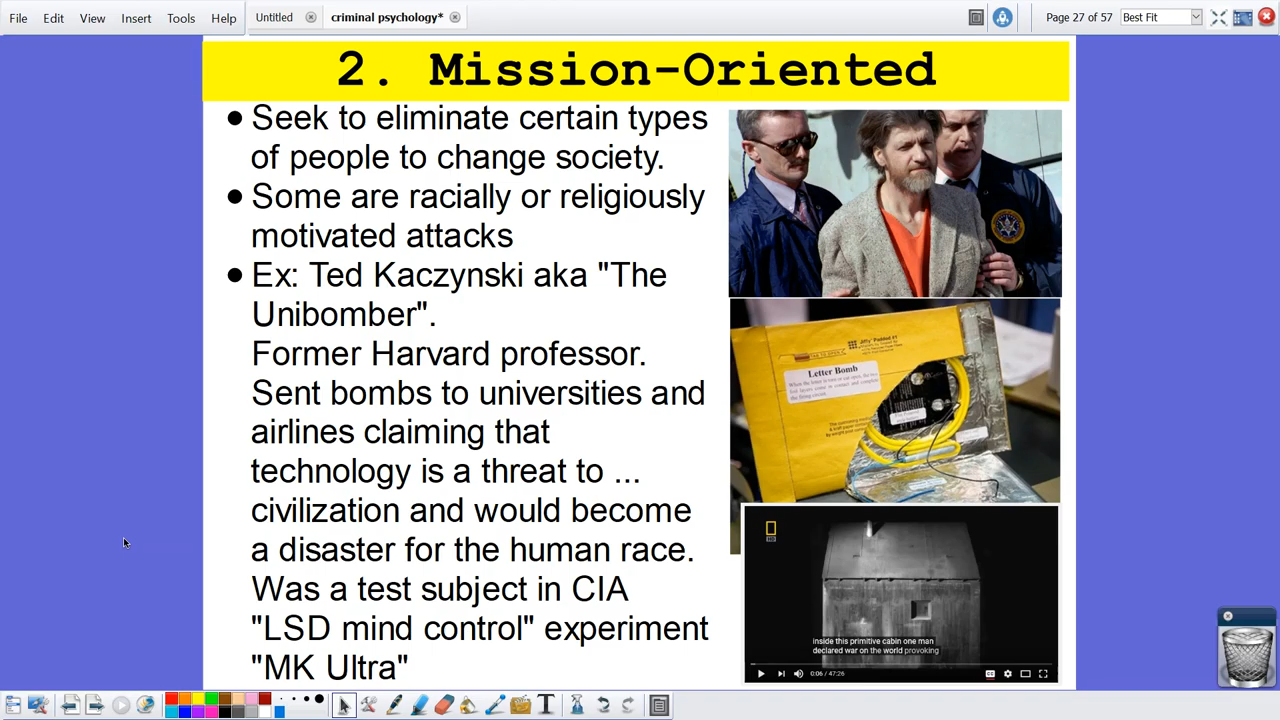 File Edit View Insert Tools Help Untitled criminal psychology* Page 27 of 57 Best Fit
2. Mission-Oriented
● Seek to eliminate certain types
of people to change society.
● Some are racially or religiously
motivated attacks
● Ex: Ted Kaczynski aka "The
Unibomber".
Former Harvard professor.
Sent bombs to universities and
airlines claiming that
technology is a threat to ...
civilization and would become
a disaster for the human race.
Was a test subject in CIA
"LSD mind control" experiment
"MK Ultra"
Jiffy Padded #1
Letter Bomb
inside this primitive cabin one man
declared war on the world provoking
0:06 / 47:26